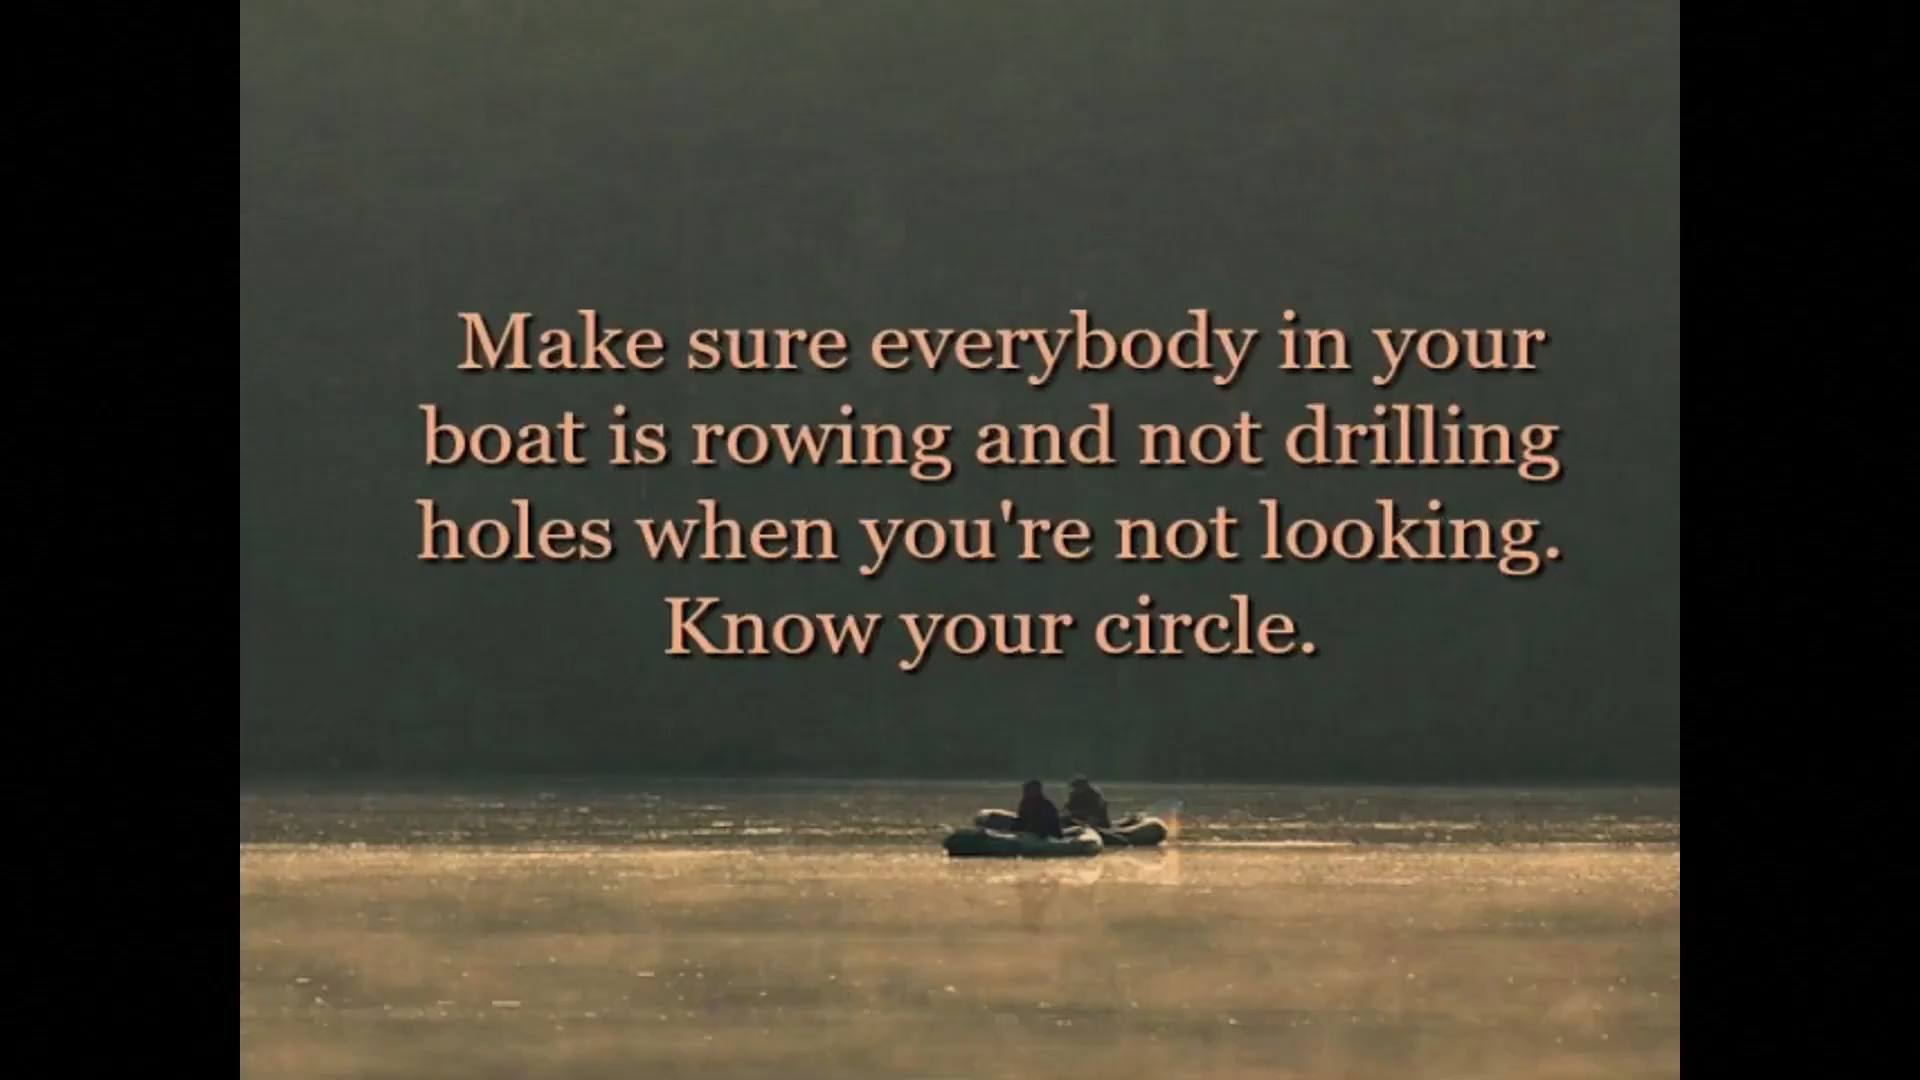 Make sure everybody in your
boat is rowing and not drilling
holes when you're not looking.
Know your circle.